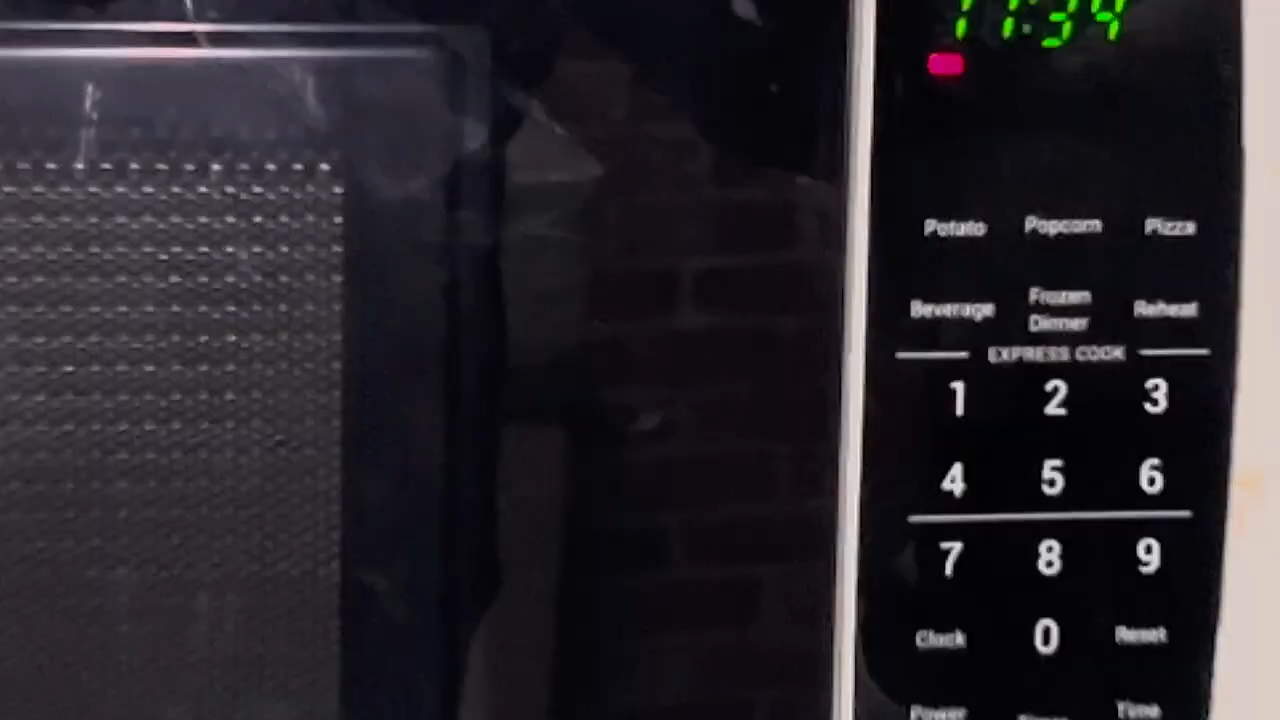 11:34
Potato Popcorn Pizza
Beverage Frozen Dinner Reheat
EXPRESS COOK
1 2 3
4 5 6
7 8 9
Clock 0 Reset
Power Time